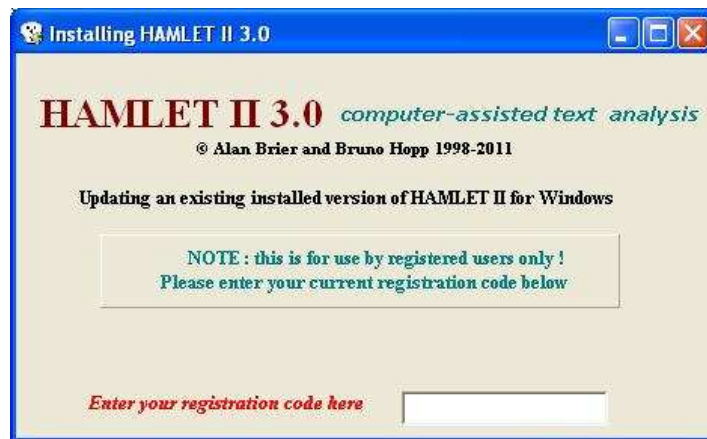 Installing HAMLET II 3.0
HAMLET II 3.0 computer-assisted text analysis
© Alan Brier and Bruno Hopp 1998-2011
Updating an existing installed version of HAMLET II for Windows
NOTE : this is for use by registered users only !
Please enter your current registration code below
Enter your registration code here